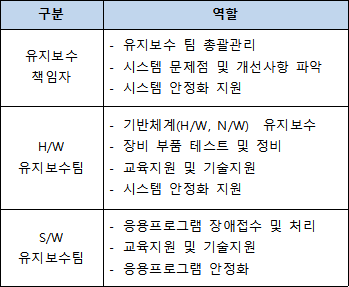 구분 역할
유지보수
책임자
- 유지보수 팀 총괄관리
- 시스템 문제점 및 개선사항 파악
- 시스템 안정화 지원
H/W
유지보수팀
- 기반체계(H/W, N/W) 유지보수
- 장비 부품 테스트 및 정비
- 교육지원 및 기술지원
- 시스템 안정화 지원
S/W
유지보수팀
- 응용프로그램 장애접수 및 처리
- 교육지원 및 기술지원
- 응용프로그램 안정화